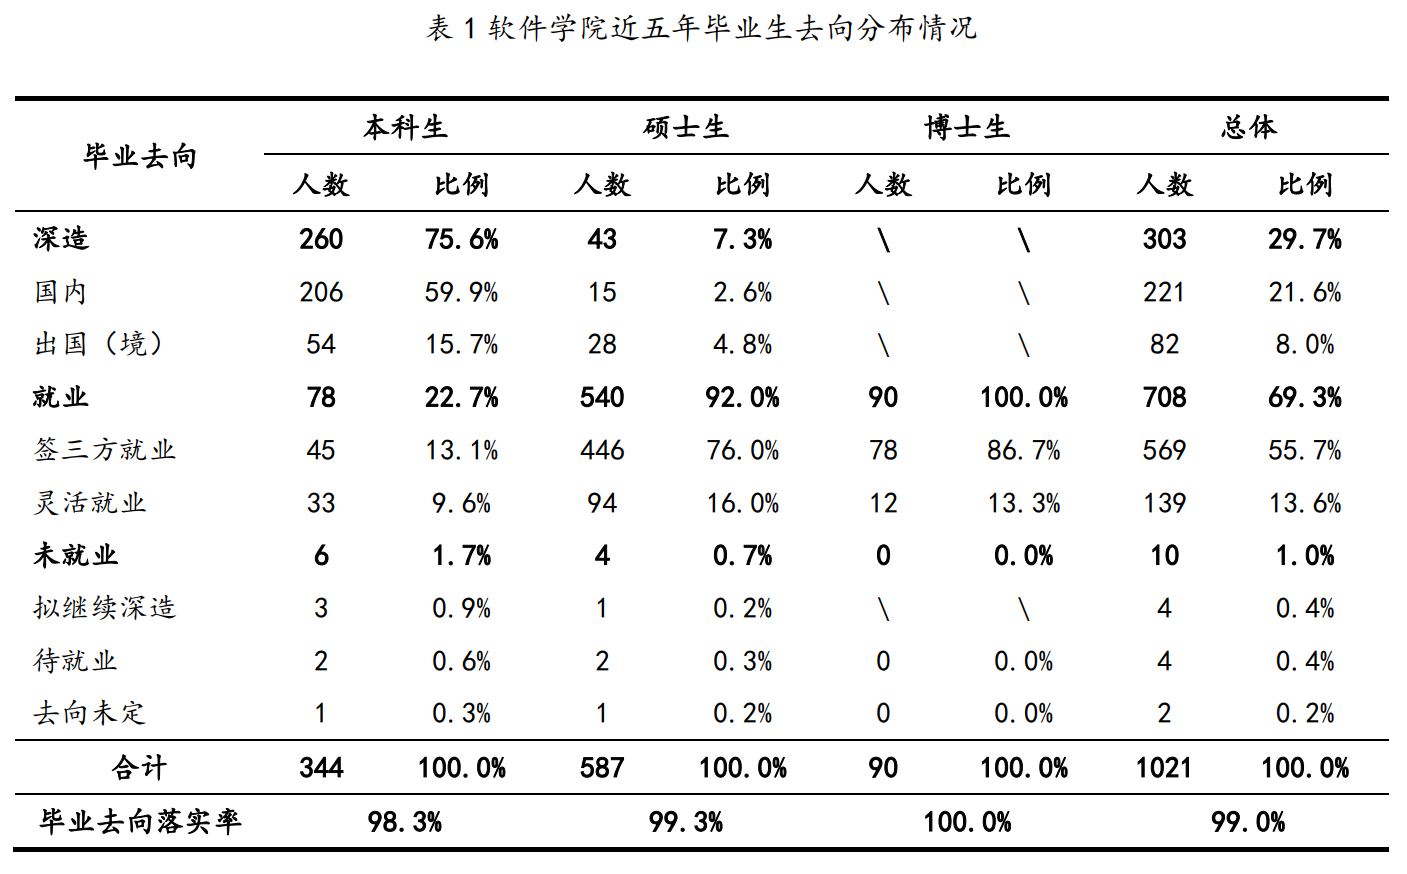 表 1 软件学院近五年毕业生去向分布情况
毕业去向 本科生 硕士生 博士生 总体
人数 比例 人数 比例 人数 比例 人数 比例
深造 260 75.6% 43 7.3% \ \ 303 29.7%
国内 206 59.9% 15 2.6% \ \ 221 21.6%
出国（境） 54 15.7% 28 4.8% \ \ 82 8.0%
就业 78 22.7% 540 92.0% 90 100.0% 708 69.3%
签三方就业 45 13.1% 446 76.0% 78 86.7% 569 55.7%
灵活就业 33 9.6% 94 16.0% 12 13.3% 139 13.6%
未就业 6 1.7% 4 0.7% 0 0.0% 10 1.0%
拟继续深造 3 0.9% 1 0.2% \ \ 4 0.4%
待就业 2 0.6% 2 0.3% 0 0.0% 4 0.4%
去向未定 1 0.3% 1 0.2% 0 0.0% 2 0.2%
合计 344 100.0% 587 100.0% 90 100.0% 1021 100.0%
毕业去向落实率 98.3% 99.3% 100.0% 99.0%